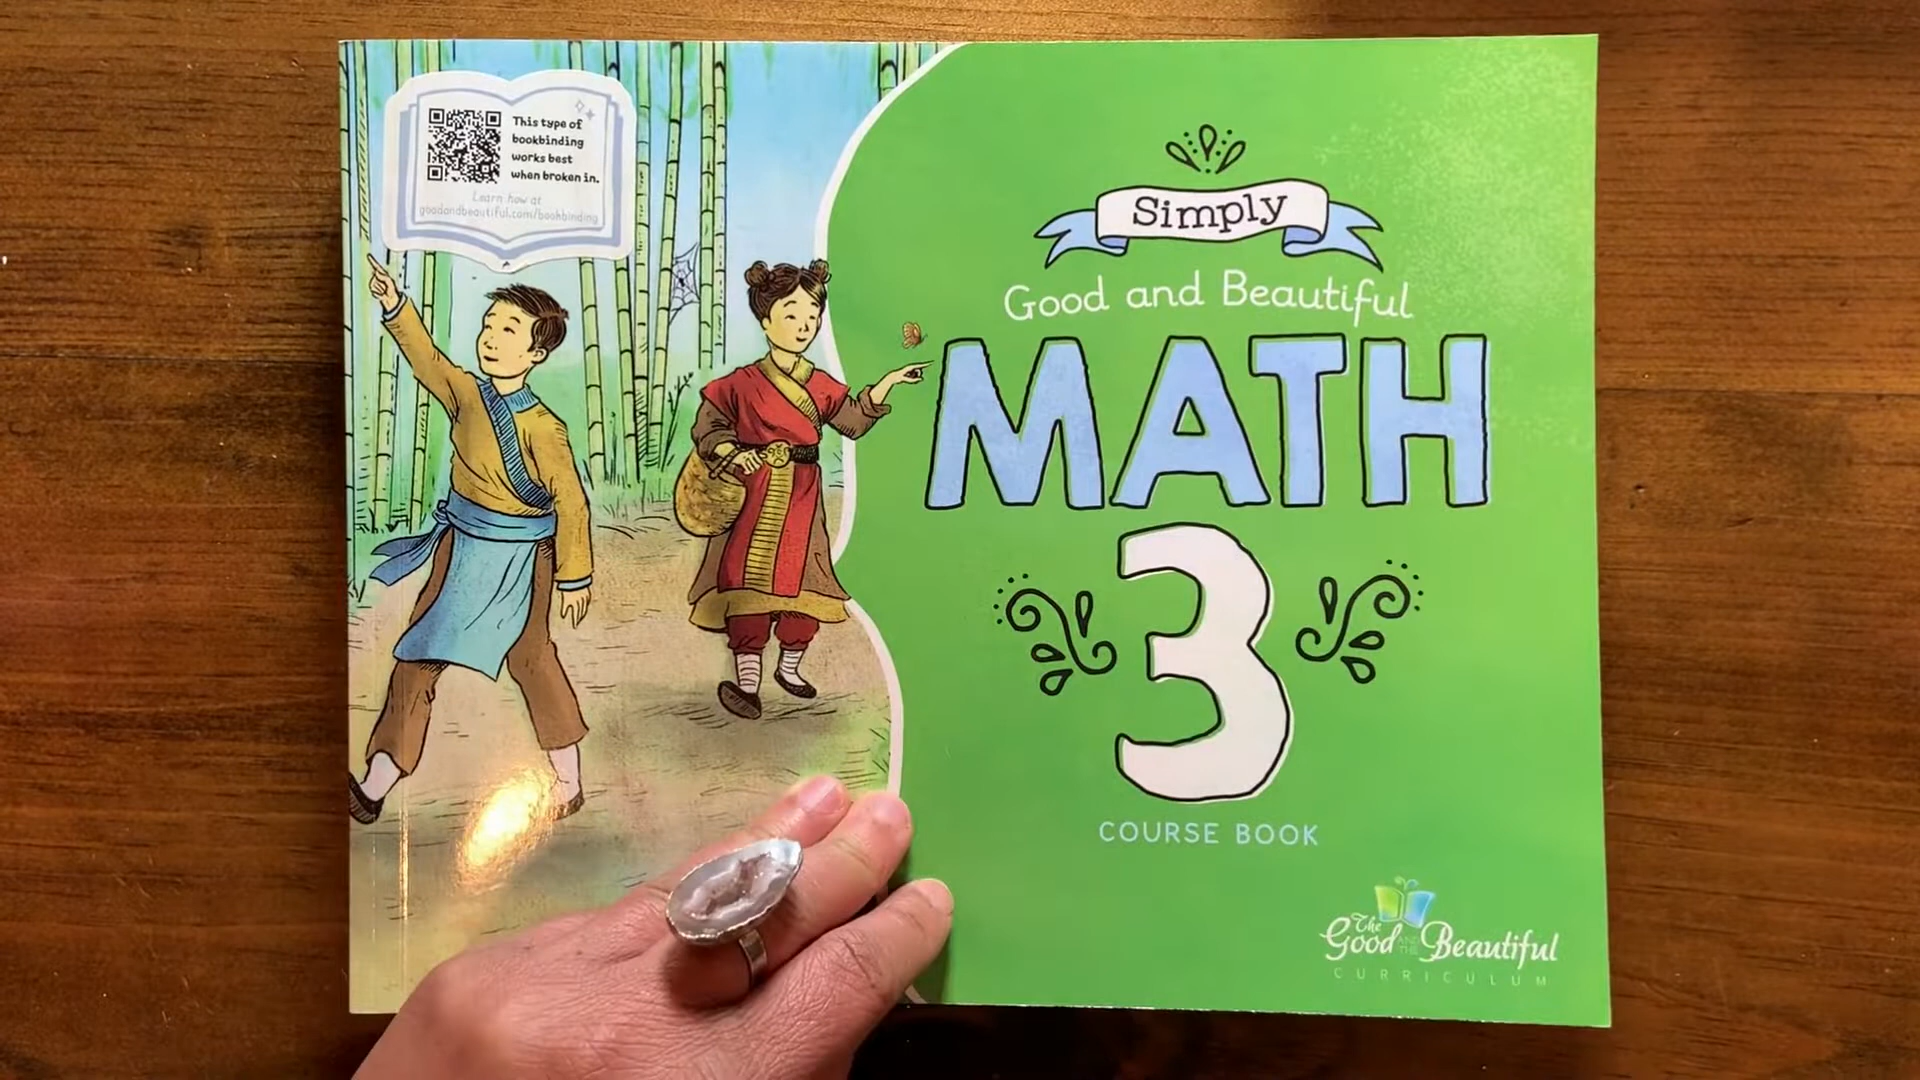 This type of
bookbinding
works best
when broken in.
Learn how at
goodandbeautiful.com/bookbinding
Simply
Good and Beautiful
MATH
3
COURSE BOOK
The
Good AND THE Beautiful
CURRICULUM